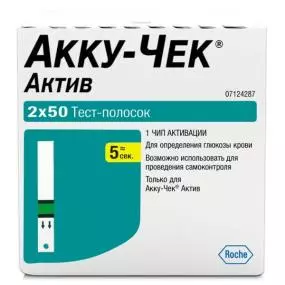 АККУ-ЧЕК®
Актив
07124287
2x50 Тест-полосок
1 ЧИП АКТИВАЦИИ
Для определения глюкозы крови
≈
5
сек.
Возможно использовать для
проведения самоконтроля
Только для
Акку-Чек® Актив
Roche